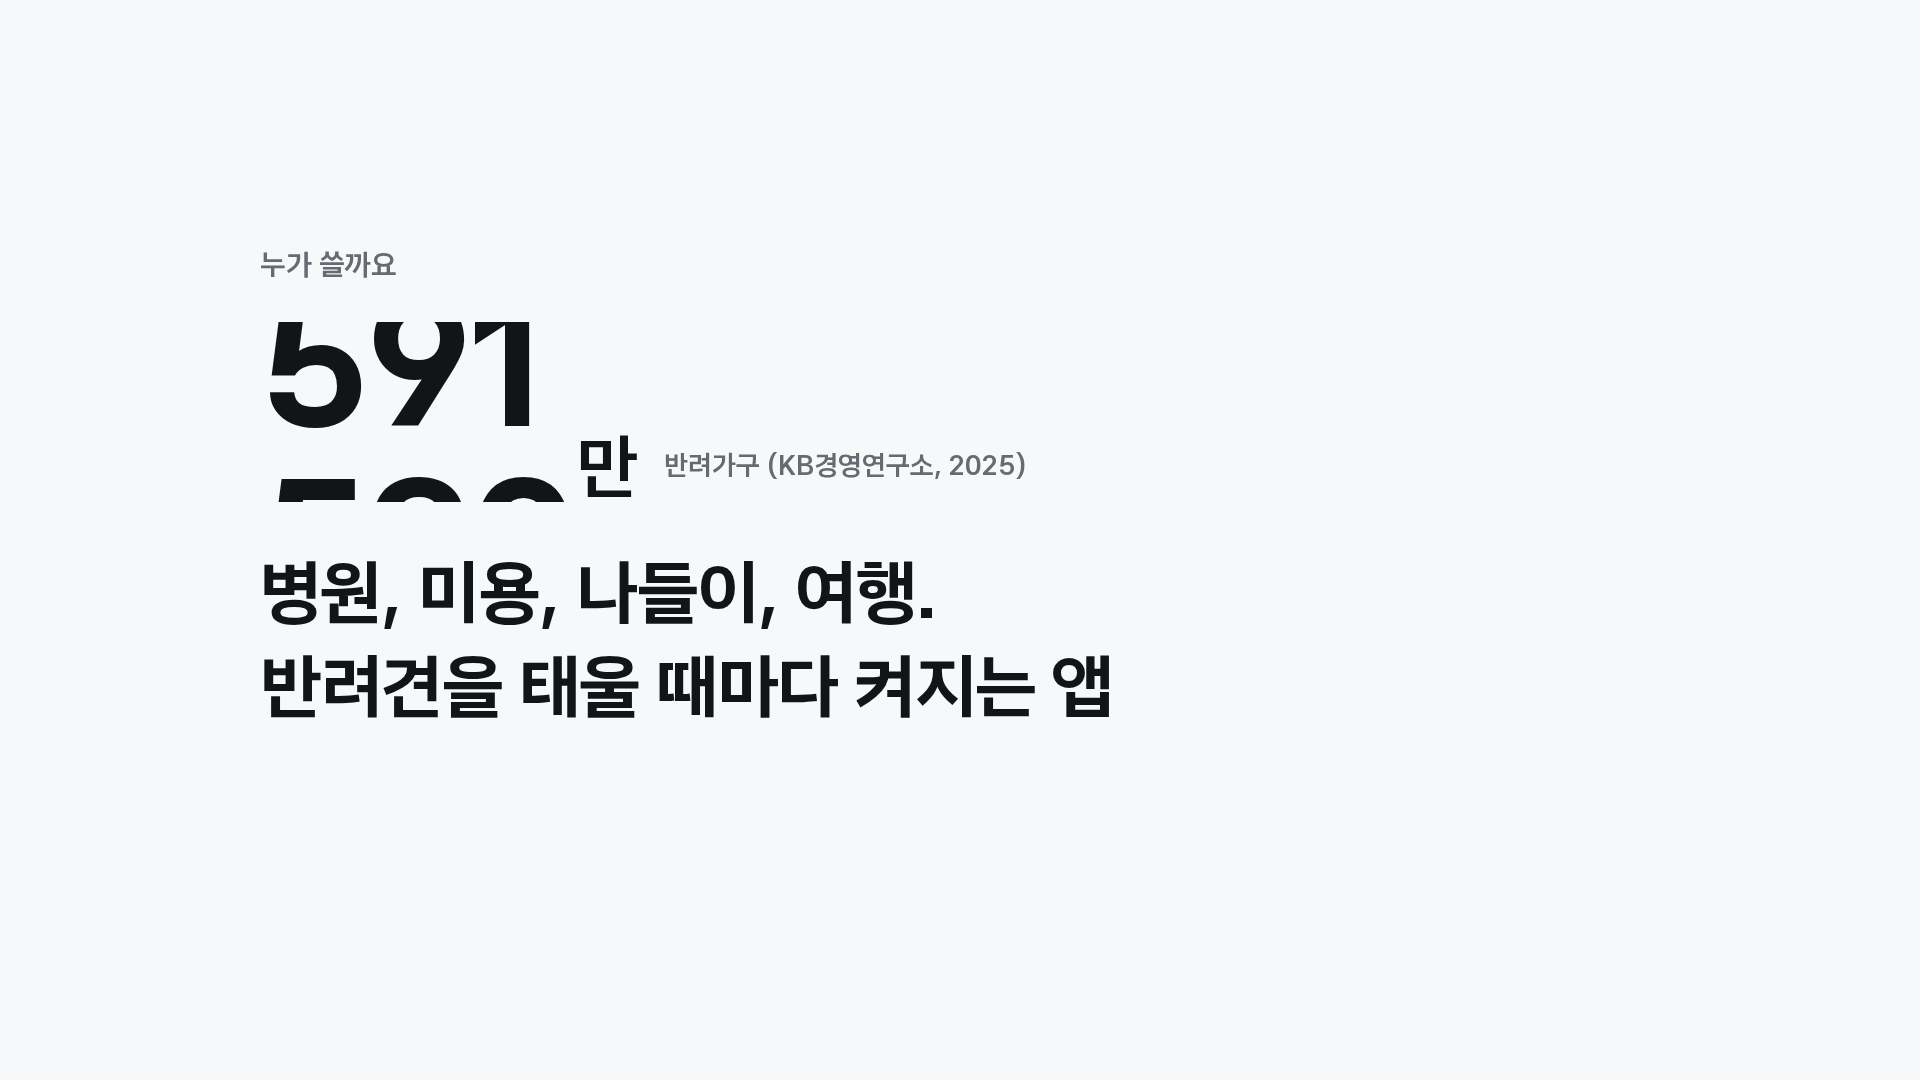 누가 쓸까요
591
만 반려가구 (KB경영연구소, 2025)
병원, 미용, 나들이, 여행.
반려견을 태울 때마다 켜지는 앱